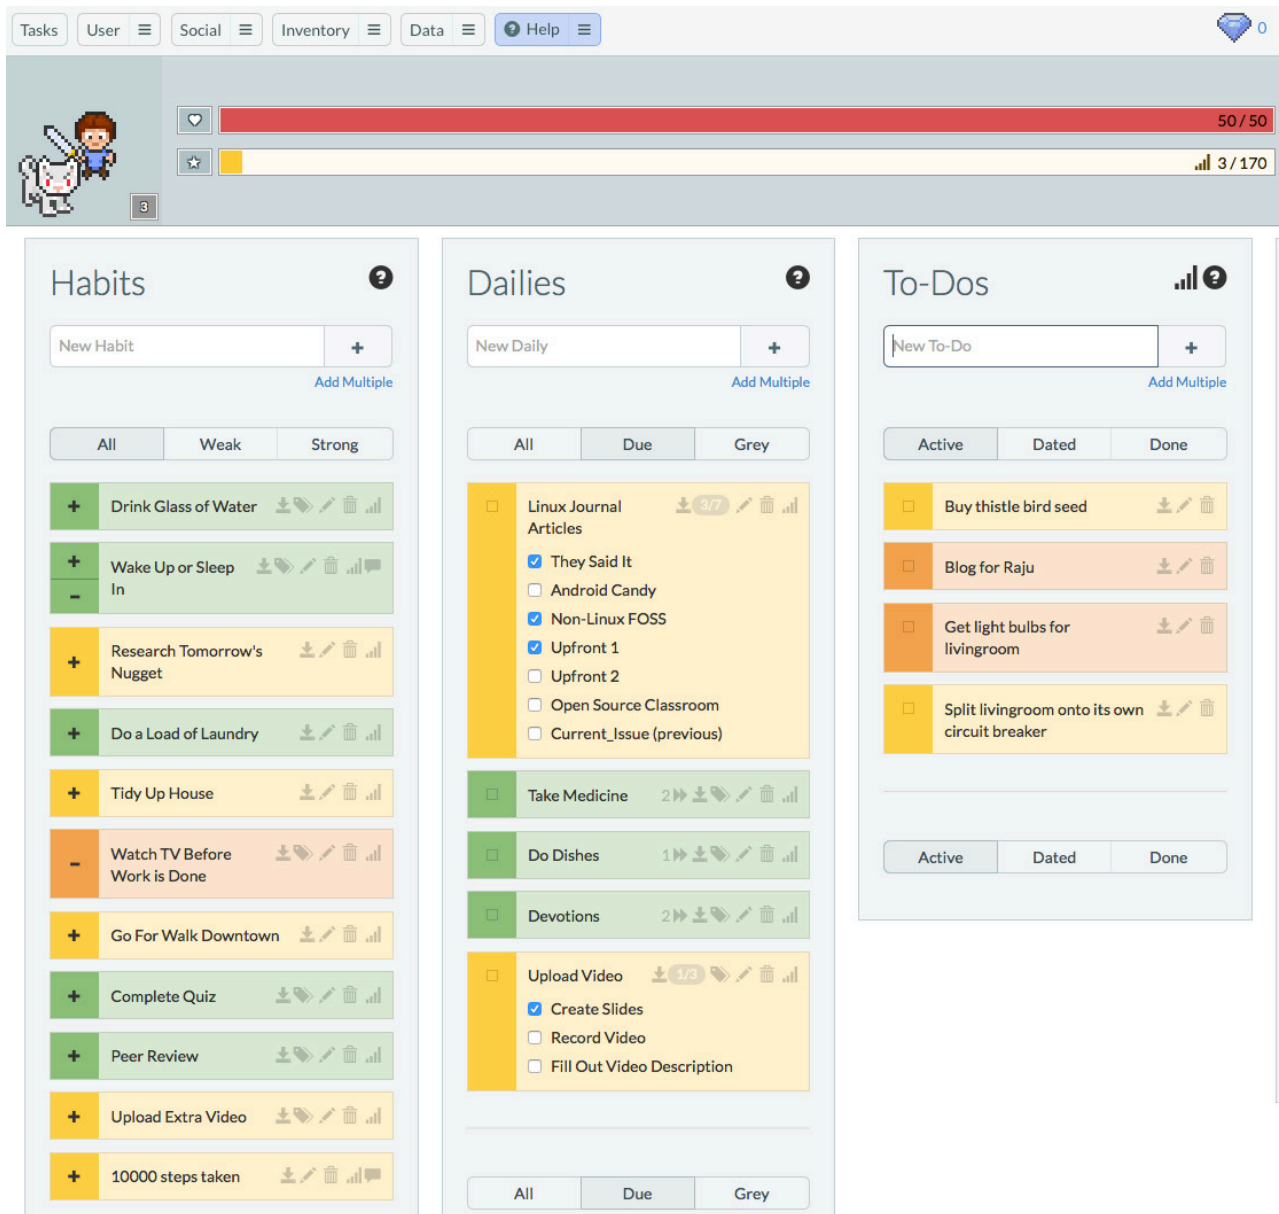 Tasks User Social Inventory Data Help 0
50 / 50
3 / 170
3
Habits
New Habit
Add Multiple
All Weak Strong
Drink Glass of Water
Wake Up or Sleep
In
Research Tomorrow's
Nugget
Do a Load of Laundry
Tidy Up House
Watch TV Before
Work is Done
Go For Walk Downtown
Complete Quiz
Peer Review
Upload Extra Video
10000 steps taken
Dailies
New Daily
Add Multiple
All Due Grey
Linux Journal 3/7
Articles
They Said It
Android Candy
Non-Linux FOSS
Upfront 1
Upfront 2
Open Source Classroom
Current_Issue (previous)
Take Medicine 2
Do Dishes 1
Devotions 2
Upload Video 1/3
Create Slides
Record Video
Fill Out Video Description
All Due Grey
To-Dos
New To-Do
Add Multiple
Active Dated Done
Buy thistle bird seed
Blog for Raju
Get light bulbs for
livingroom
Split livingroom onto its own
circuit breaker
Active Dated Done